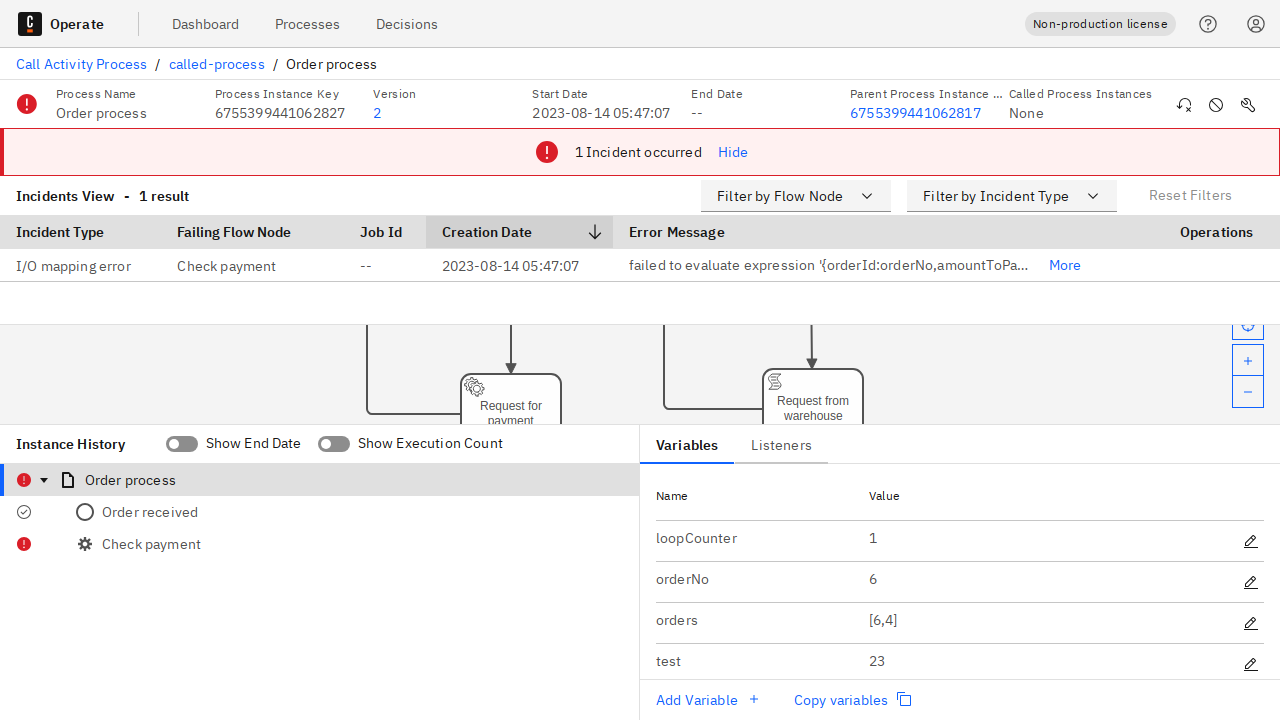 C Operate Dashboard Processes Decisions Non-production license
Call Activity Process / called-process / Order process
Process Name Process Instance Key Version Start Date End Date Parent Process Instance ... Called Process Instances
Order process 6755399441062827 2 2023-08-14 05:47:07 -- 6755399441062817 None
1 Incident occurred Hide
Incidents View - 1 result Filter by Flow Node Filter by Incident Type Reset Filters
Incident Type Failing Flow Node Job Id Creation Date Error Message Operations
I/O mapping error Check payment -- 2023-08-14 05:47:07 failed to evaluate expression '{orderId:orderNo,amountToPa... More
Request for
payment
Request from
warehouse
Instance History Show End Date Show Execution Count
Order process
Order received
Check payment
Variables Listeners
Name Value
loopCounter 1
orderNo 6
orders [6,4]
test 23
Add Variable + Copy variables